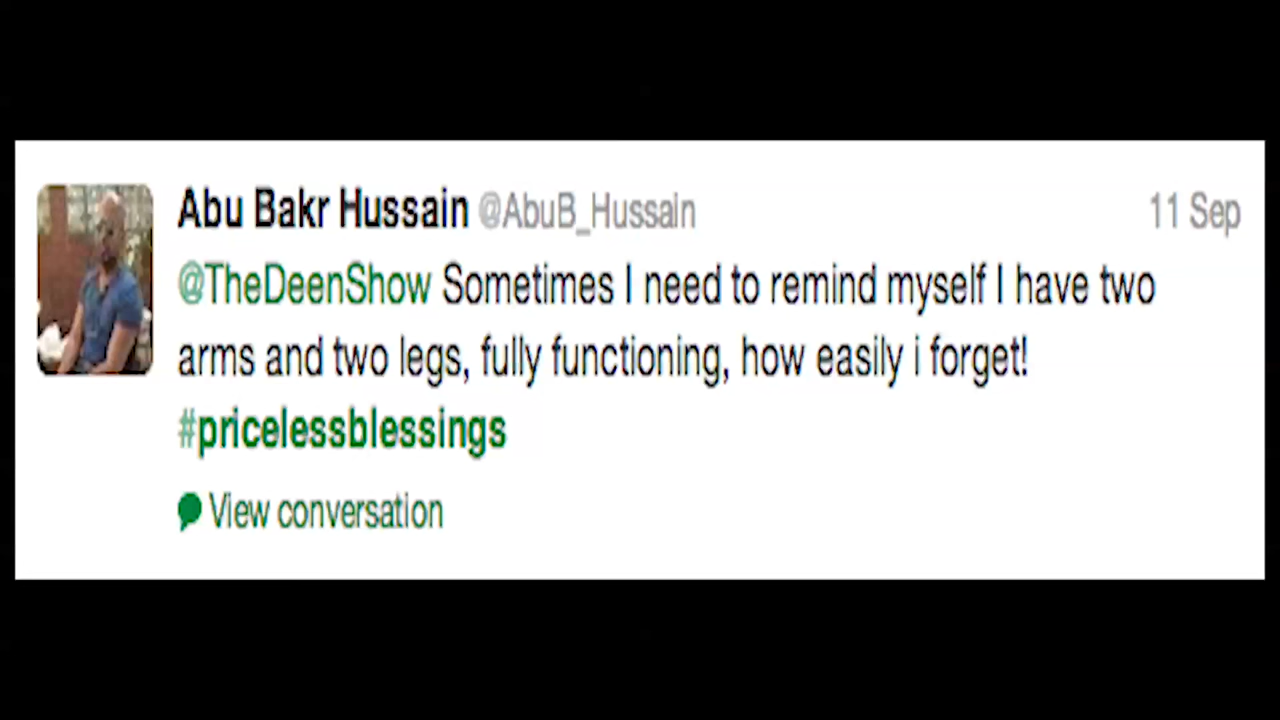 Abu Bakr Hussain @AbuB_Hussain 11 Sep
@TheDeenShow Sometimes I need to remind myself I have two
arms and two legs, fully functioning, how easily i forget!
#pricelessblessings
View conversation